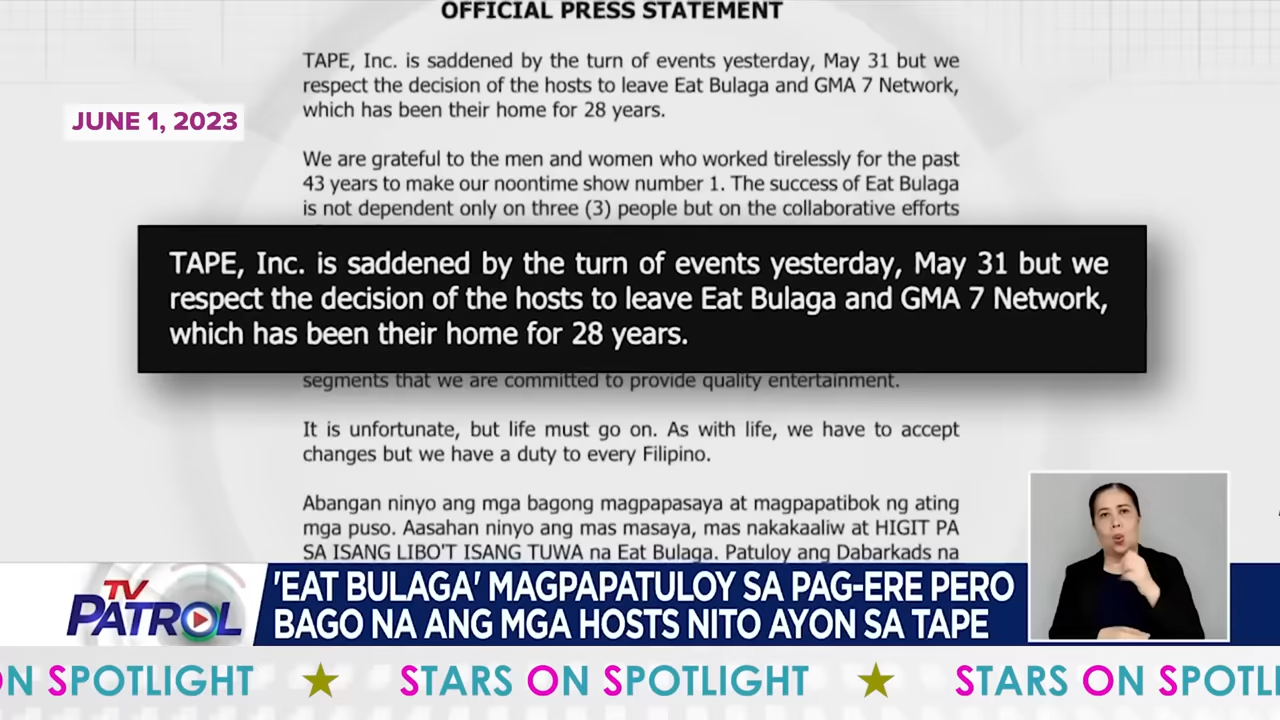 OFFICIAL PRESS STATEMENT
TAPE, Inc. is saddened by the turn of events yesterday, May 31 but we
respect the decision of the hosts to leave Eat Bulaga and GMA 7 Network,
which has been their home for 28 years.
JUNE 1, 2023
We are grateful to the men and women who worked tirelessly for the past
43 years to make our noontime show number 1. The success of Eat Bulaga
is not dependent only on three (3) people but on the collaborative efforts
TAPE, Inc. is saddened by the turn of events yesterday, May 31 but we
respect the decision of the hosts to leave Eat Bulaga and GMA 7 Network,
which has been their home for 28 years.
segments that we are committed to provide quality entertainment.
It is unfortunate, but life must go on. As with life, we have to accept
changes but we have a duty to every Filipino.
Abangan ninyo ang mga bagong magpapasaya at magpapatibok ng ating
mga puso. Aasahan ninyo ang mas masaya, mas nakakaaliw at HIGIT PA
SA ISANG LIBO'T ISANG TUWA na Eat Bulaga. Patuloy ang Dabarkads na
TV
PATROL
'EAT BULAGA' MAGPAPATULOY SA PAG-ERE PERO
BAGO NA ANG MGA HOSTS NITO AYON SA TAPE
ON SPOTLIGHT ★ STARS ON SPOTLIGHT ★ STARS ON SPOTL